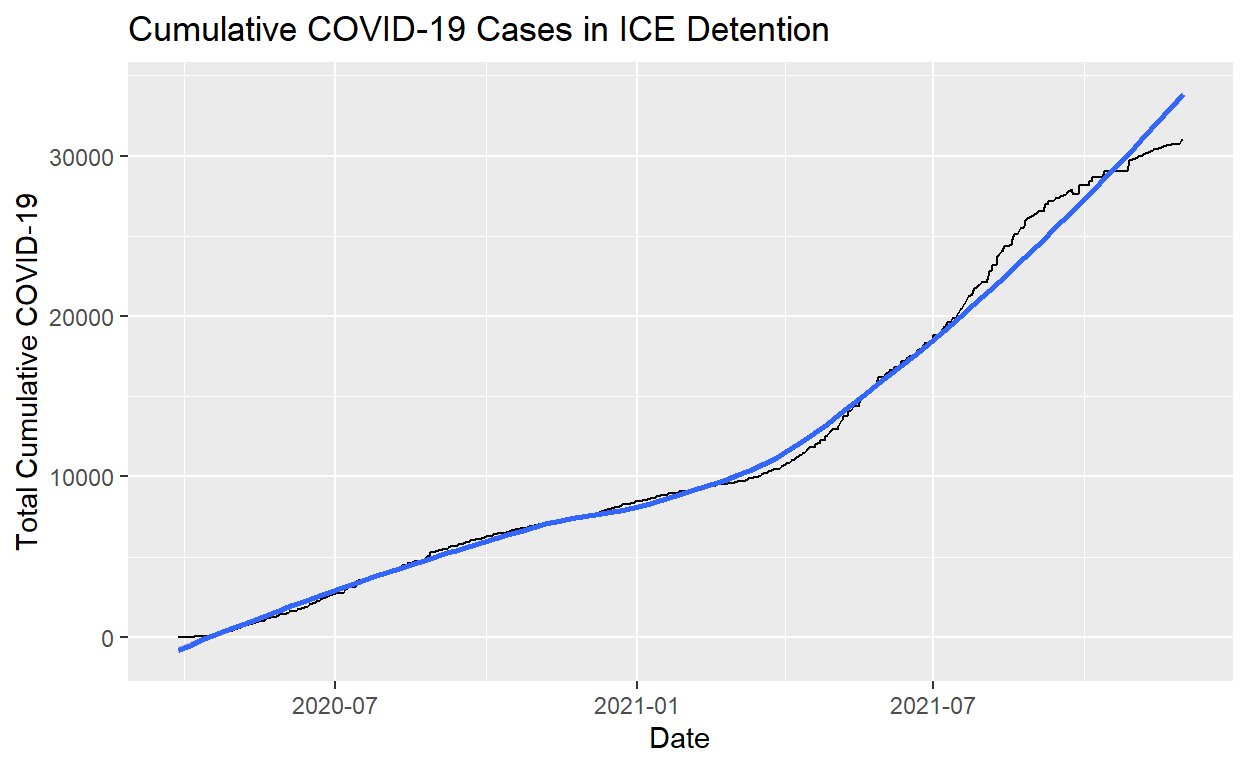 Cumulative COVID-19 Cases in ICE Detention
Total Cumulative COVID-19
30000
20000
10000
0
2020-07
2021-01
2021-07
Date